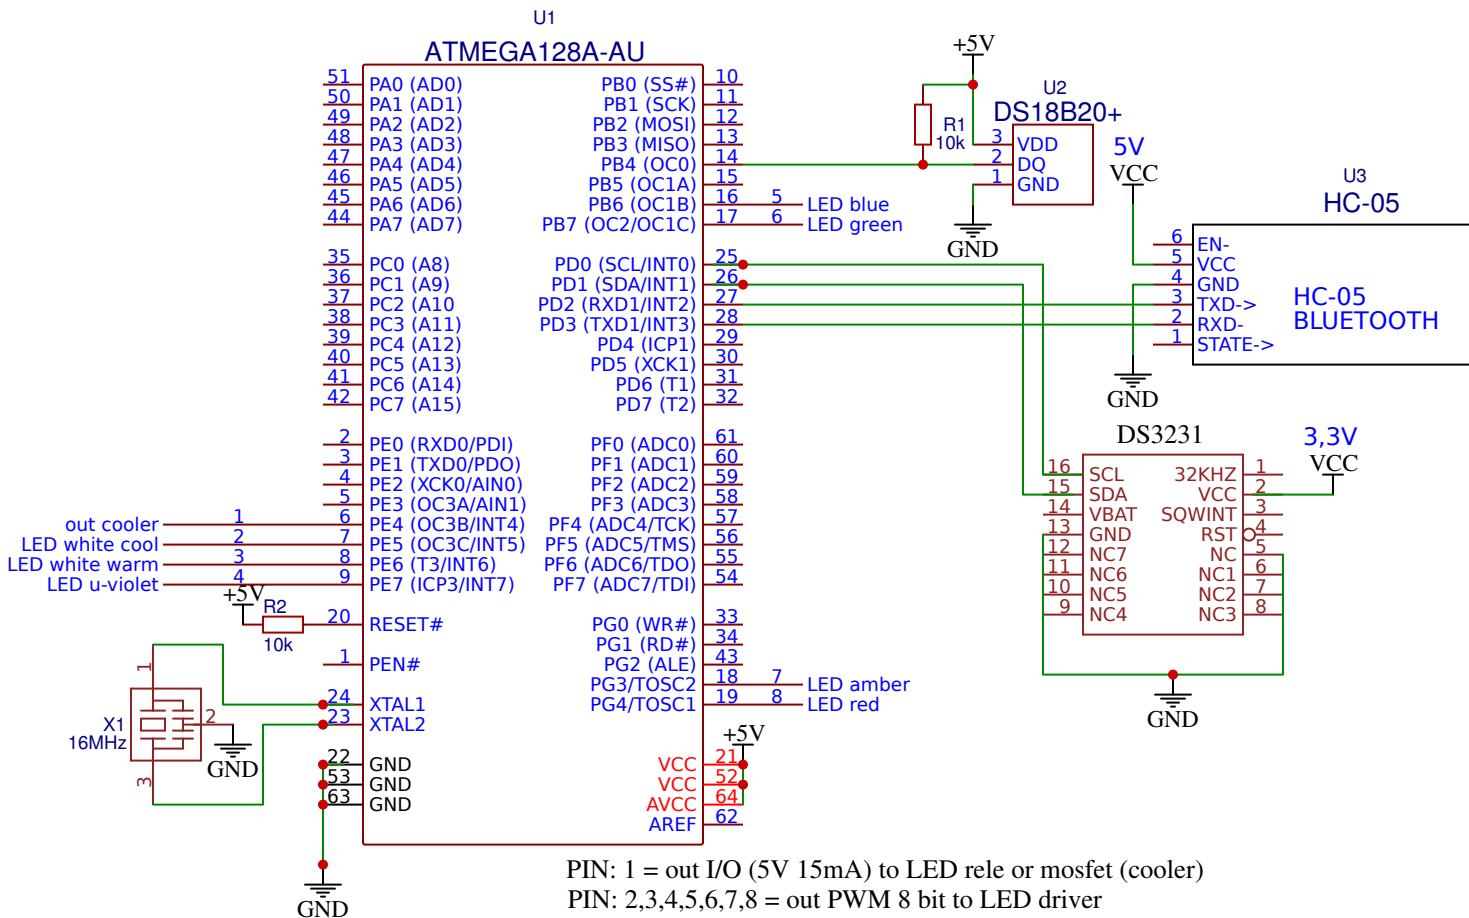 U1
ATMEGA128A-AU
51 PA0 (AD0)
50 PA1 (AD1)
49 PA2 (AD2)
48 PA3 (AD3)
47 PA4 (AD4)
46 PA5 (AD5)
45 PA6 (AD6)
44 PA7 (AD7)
35 PC0 (A8)
36 PC1 (A9)
37 PC2 (A10
38 PC3 (A11)
39 PC4 (A12)
40 PC5 (A13)
41 PC6 (A14)
42 PC7 (A15)
2 PE0 (RXD0/PDI)
3 PE1 (TXD0/PDO)
4 PE2 (XCK0/AIN0)
5 PE3 (OC3A/AIN1)
out cooler 1 6 PE4 (OC3B/INT4)
LED white cool 2 7 PE5 (OC3C/INT5)
LED white warm 3 8 PE6 (T3/INT6)
LED u-violet 4 9 PE7 (ICP3/INT7)
+5V
R2
10k
20 RESET#
1 PEN#
24 XTAL1
23 XTAL2
X1
16MHz
1
2
3
GND
22 GND
53 GND
63 GND
GND
PB0 (SS#) 10
PB1 (SCK) 11
PB2 (MOSI) 12
PB3 (MISO) 13
PB4 (OC0) 14
PB5 (OC1A) 15
PB6 (OC1B) 16 5 LED blue
PB7 (OC2/OC1C) 17 6 LED green
PD0 (SCL/INT0) 25
PD1 (SDA/INT1) 26
PD2 (RXD1/INT2) 27
PD3 (TXD1/INT3) 28
PD4 (ICP1) 29
PD5 (XCK1) 30
PD6 (T1) 31
PD7 (T2) 32
PF0 (ADC0) 61
PF1 (ADC1) 60
PF2 (ADC2) 59
PF3 (ADC3) 58
PF4 (ADC4/TCK) 57
PF5 (ADC5/TMS) 56
PF6 (ADC6/TDO) 55
PF7 (ADC7/TDI) 54
PG0 (WR#) 33
PG1 (RD#) 34
PG2 (ALE) 43
PG3/TOSC2 18 7 LED amber
PG4/TOSC1 19 8 LED red
+5V
VCC 21
VCC 52
AVCC 64
AREF 62
+5V
R1
10k
U2
DS18B20+
3 VDD
2 DQ
1 GND
GND
5V
VCC
U3
HC-05
6 EN-
5 VCC
4 GND
3 TXD->
2 RXD-
1 STATE->
HC-05
BLUETOOTH
GND
DS3231
3,3V
VCC
16 SCL 32KHZ 1
15 SDA VCC 2
14 VBAT SQWINT 3
13 GND RST 4
12 NC7 NC 5
11 NC6 NC1 6
10 NC5 NC2 7
9 NC4 NC3 8
GND
PIN: 1 = out I/O (5V 15mA) to LED rele or mosfet (cooler)
PIN: 2,3,4,5,6,7,8 = out PWM 8 bit to LED driver